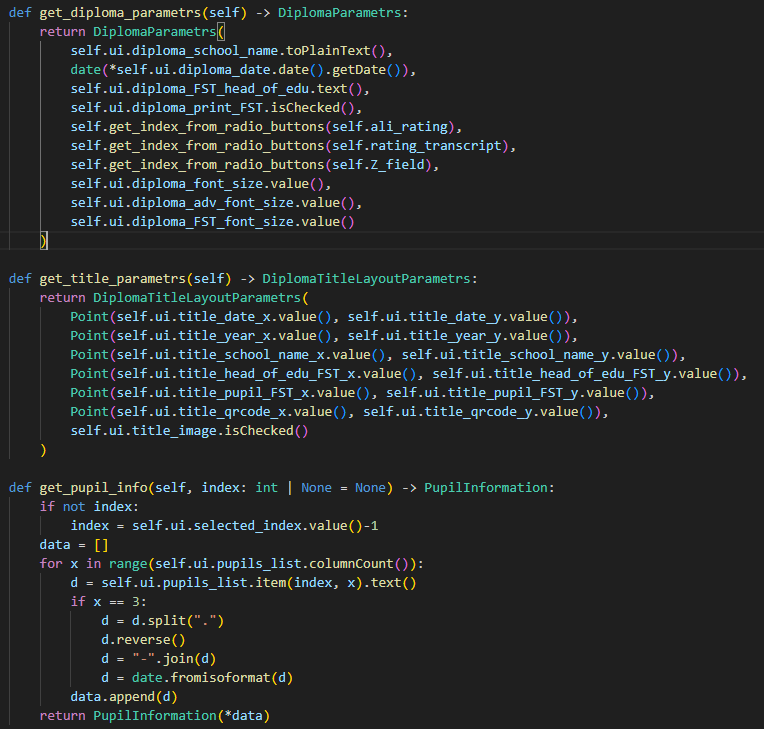 def get_diploma_parametrs(self) -> DiplomaParametrs:
    return DiplomaParametrs(
        self.ui.diploma_school_name.toPlainText(),
        date(*self.ui.diploma_date.date().getDate()),
        self.ui.diploma_FST_head_of_edu.text(),
        self.ui.diploma_print_FST.isChecked(),
        self.get_index_from_radio_buttons(self.ali_rating),
        self.get_index_from_radio_buttons(self.rating_transcript),
        self.get_index_from_radio_buttons(self.Z_field),
        self.ui.diploma_font_size.value(),
        self.ui.diploma_adv_font_size.value(),
        self.ui.diploma_FST_font_size.value()
    )
def get_title_parametrs(self) -> DiplomaTitleLayoutParametrs:
    return DiplomaTitleLayoutParametrs(
        Point(self.ui.title_date_x.value(), self.ui.title_date_y.value()),
        Point(self.ui.title_year_x.value(), self.ui.title_year_y.value()),
        Point(self.ui.title_school_name_x.value(), self.ui.title_school_name_y.value()),
        Point(self.ui.title_head_of_edu_FST_x.value(), self.ui.title_head_of_edu_FST_y.value()),
        Point(self.ui.title_pupil_FST_x.value(), self.ui.title_pupil_FST_y.value()),
        Point(self.ui.title_qrcode_x.value(), self.ui.title_qrcode_y.value()),
        self.ui.title_image.isChecked()
    )
def get_pupil_info(self, index: int | None = None) -> PupilInformation:
    if not index:
        index = self.ui.selected_index.value()-1
    data = []
    for x in range(self.ui.pupils_list.columnCount()):
        d = self.ui.pupils_list.item(index, x).text()
        if x == 3:
            d = d.split(".")
            d.reverse()
            d = "-".join(d)
            d = date.fromisoformat(d)
        data.append(d)
    return PupilInformation(*data)